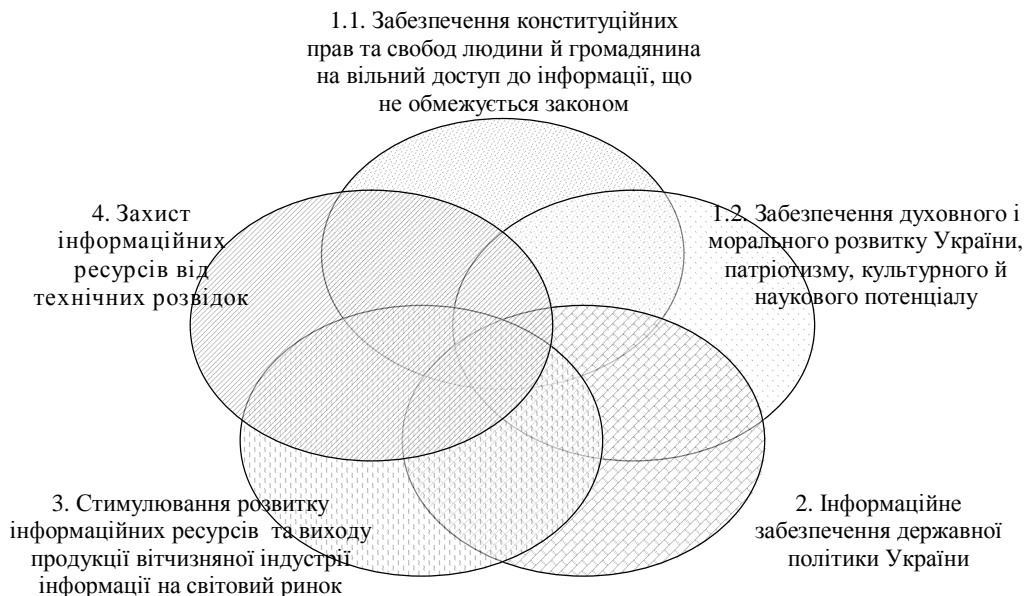 1.1. Забезпечення конституційних
прав та свобод людини й громадянина
на вільний доступ до інформації, що
не обмежується законом
4. Захист
інформаційних
ресурсів від
технічних розвідок
1.2. Забезпечення духовного і
морального розвитку України,
патріотизму, культурного й
наукового потенціалу
3. Стимулювання розвитку
інформаційних ресурсів та виходу
продукції вітчизняної індустрії
інформації на світовий ринок
2. Інформаційне
забезпечення державної
політики України